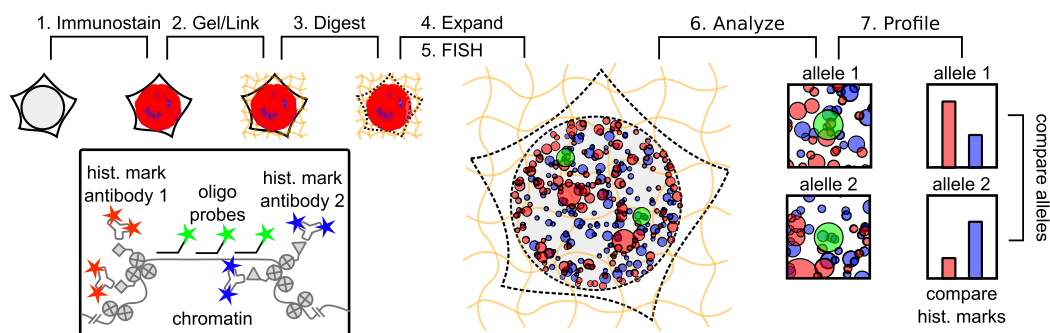 1. Immunostain
2. Gel/Link
3. Digest
4. Expand
5. FISH
6. Analyze
7. Profile
hist. mark
antibody 1
oligo
probes
hist. mark
antibody 2
chromatin
allele 1
alelle 2
allele 1
allele 2
compare
hist. marks
compare alleles